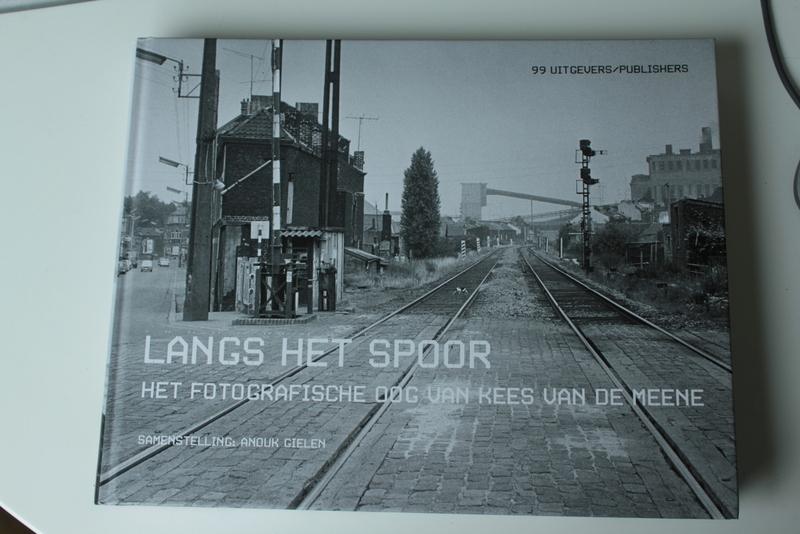 99 UITGEVERS/PUBLISHERS
LANGS HET SPOOR
HET FOTOGRAFISCHE OOG VAN KEES VAN DE MEENE
SAMENSTELLING: ANOUK GIELEN